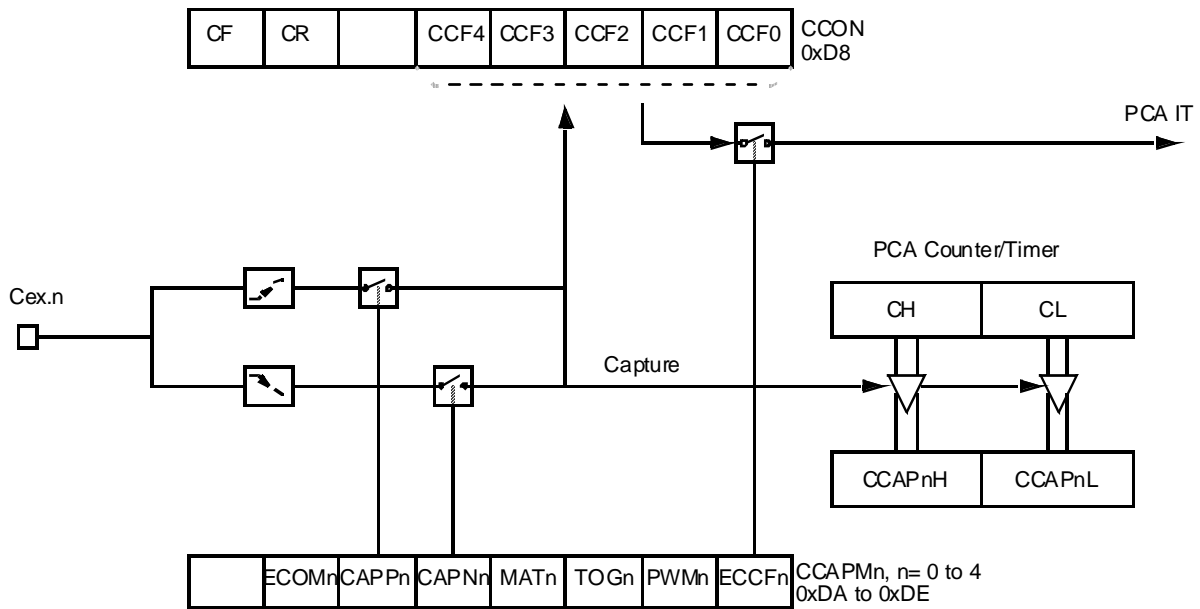 CF CR CCF4 CCF3 CCF2 CCF1 CCF0 CCON
0xD8
PCA IT
PCA Counter/Timer
Cex.n
CH CL
Capture
CCAPnH CCAPnL
ECOMn CAPPn CAPNn MATn TOGn PWMn ECCFn CCAPMn, n= 0 to 4
0xDA to 0xDE